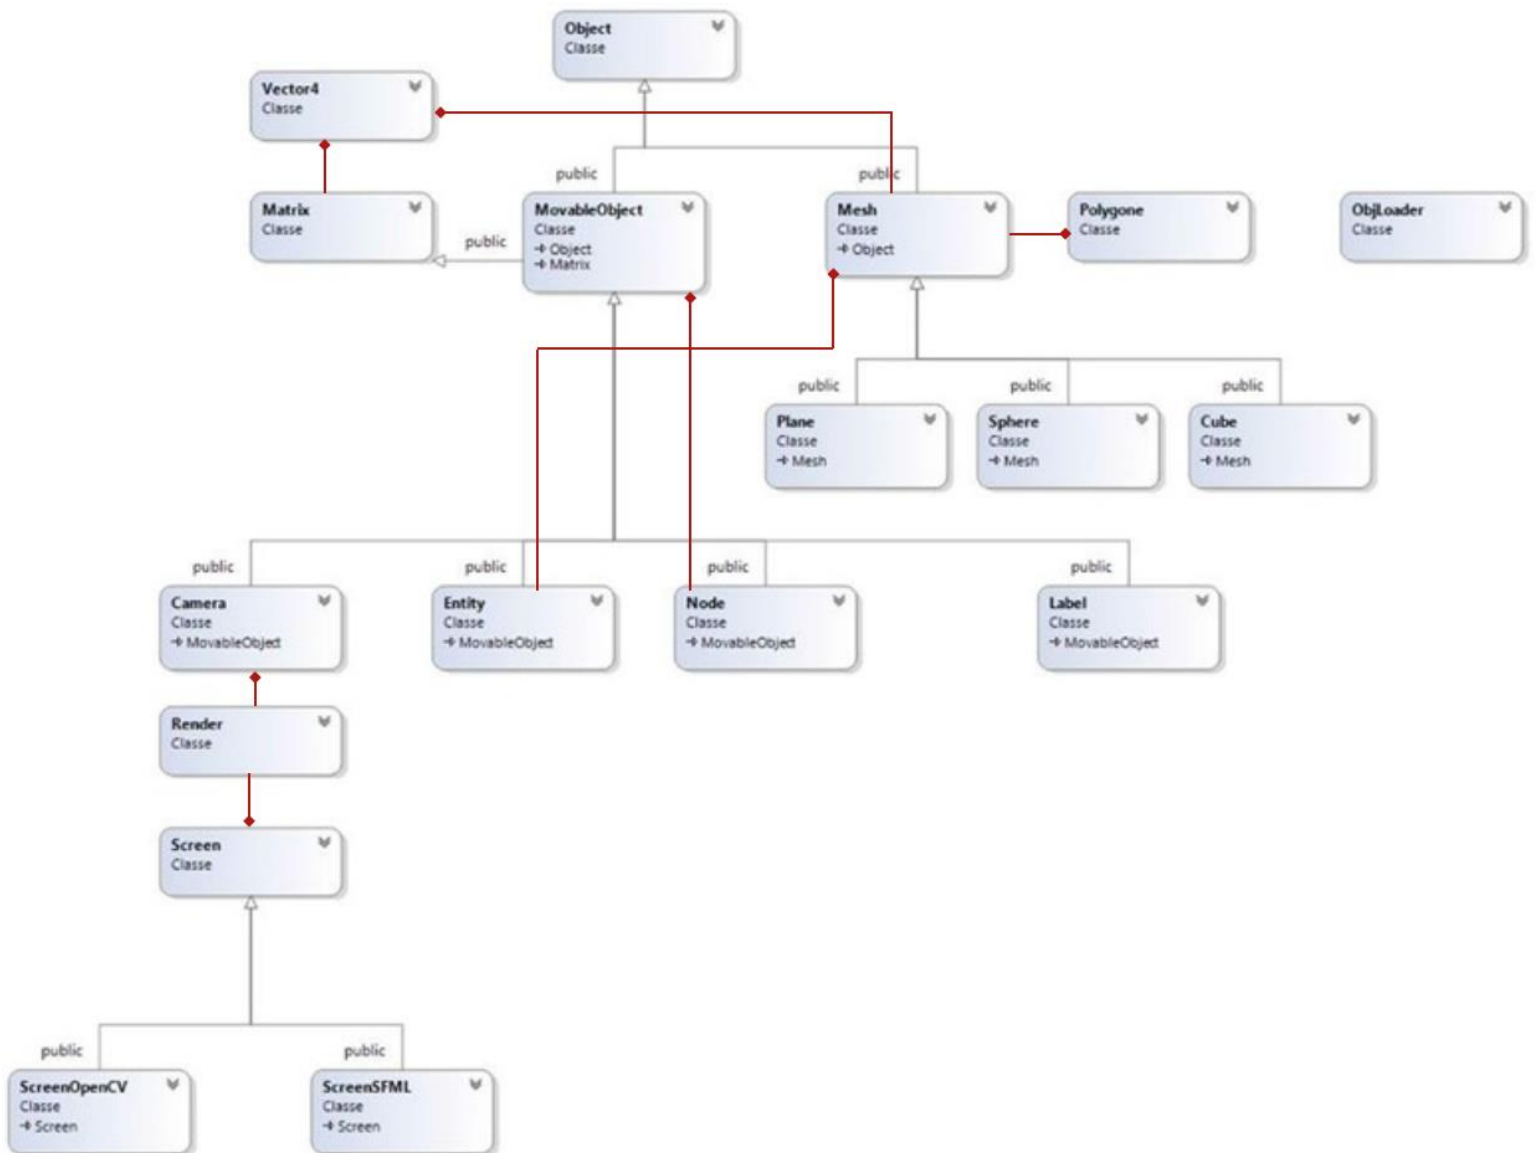 Object
Classe
Vector4
Classe
public
public
Matrix
Classe
public
MovableObject
Classe
Object
Matrix
Mesh
Classe
Object
Polygone
Classe
ObjLoader
Classe
public
public
public
Plane
Classe
Mesh
Sphere
Classe
Mesh
Cube
Classe
Mesh
public
public
public
public
Camera
Classe
MovableObject
Entity
Classe
MovableObject
Node
Classe
MovableObject
Label
Classe
MovableObject
Render
Classe
Screen
Classe
public
public
ScreenOpenCV
Classe
Screen
ScreenSFML
Classe
Screen